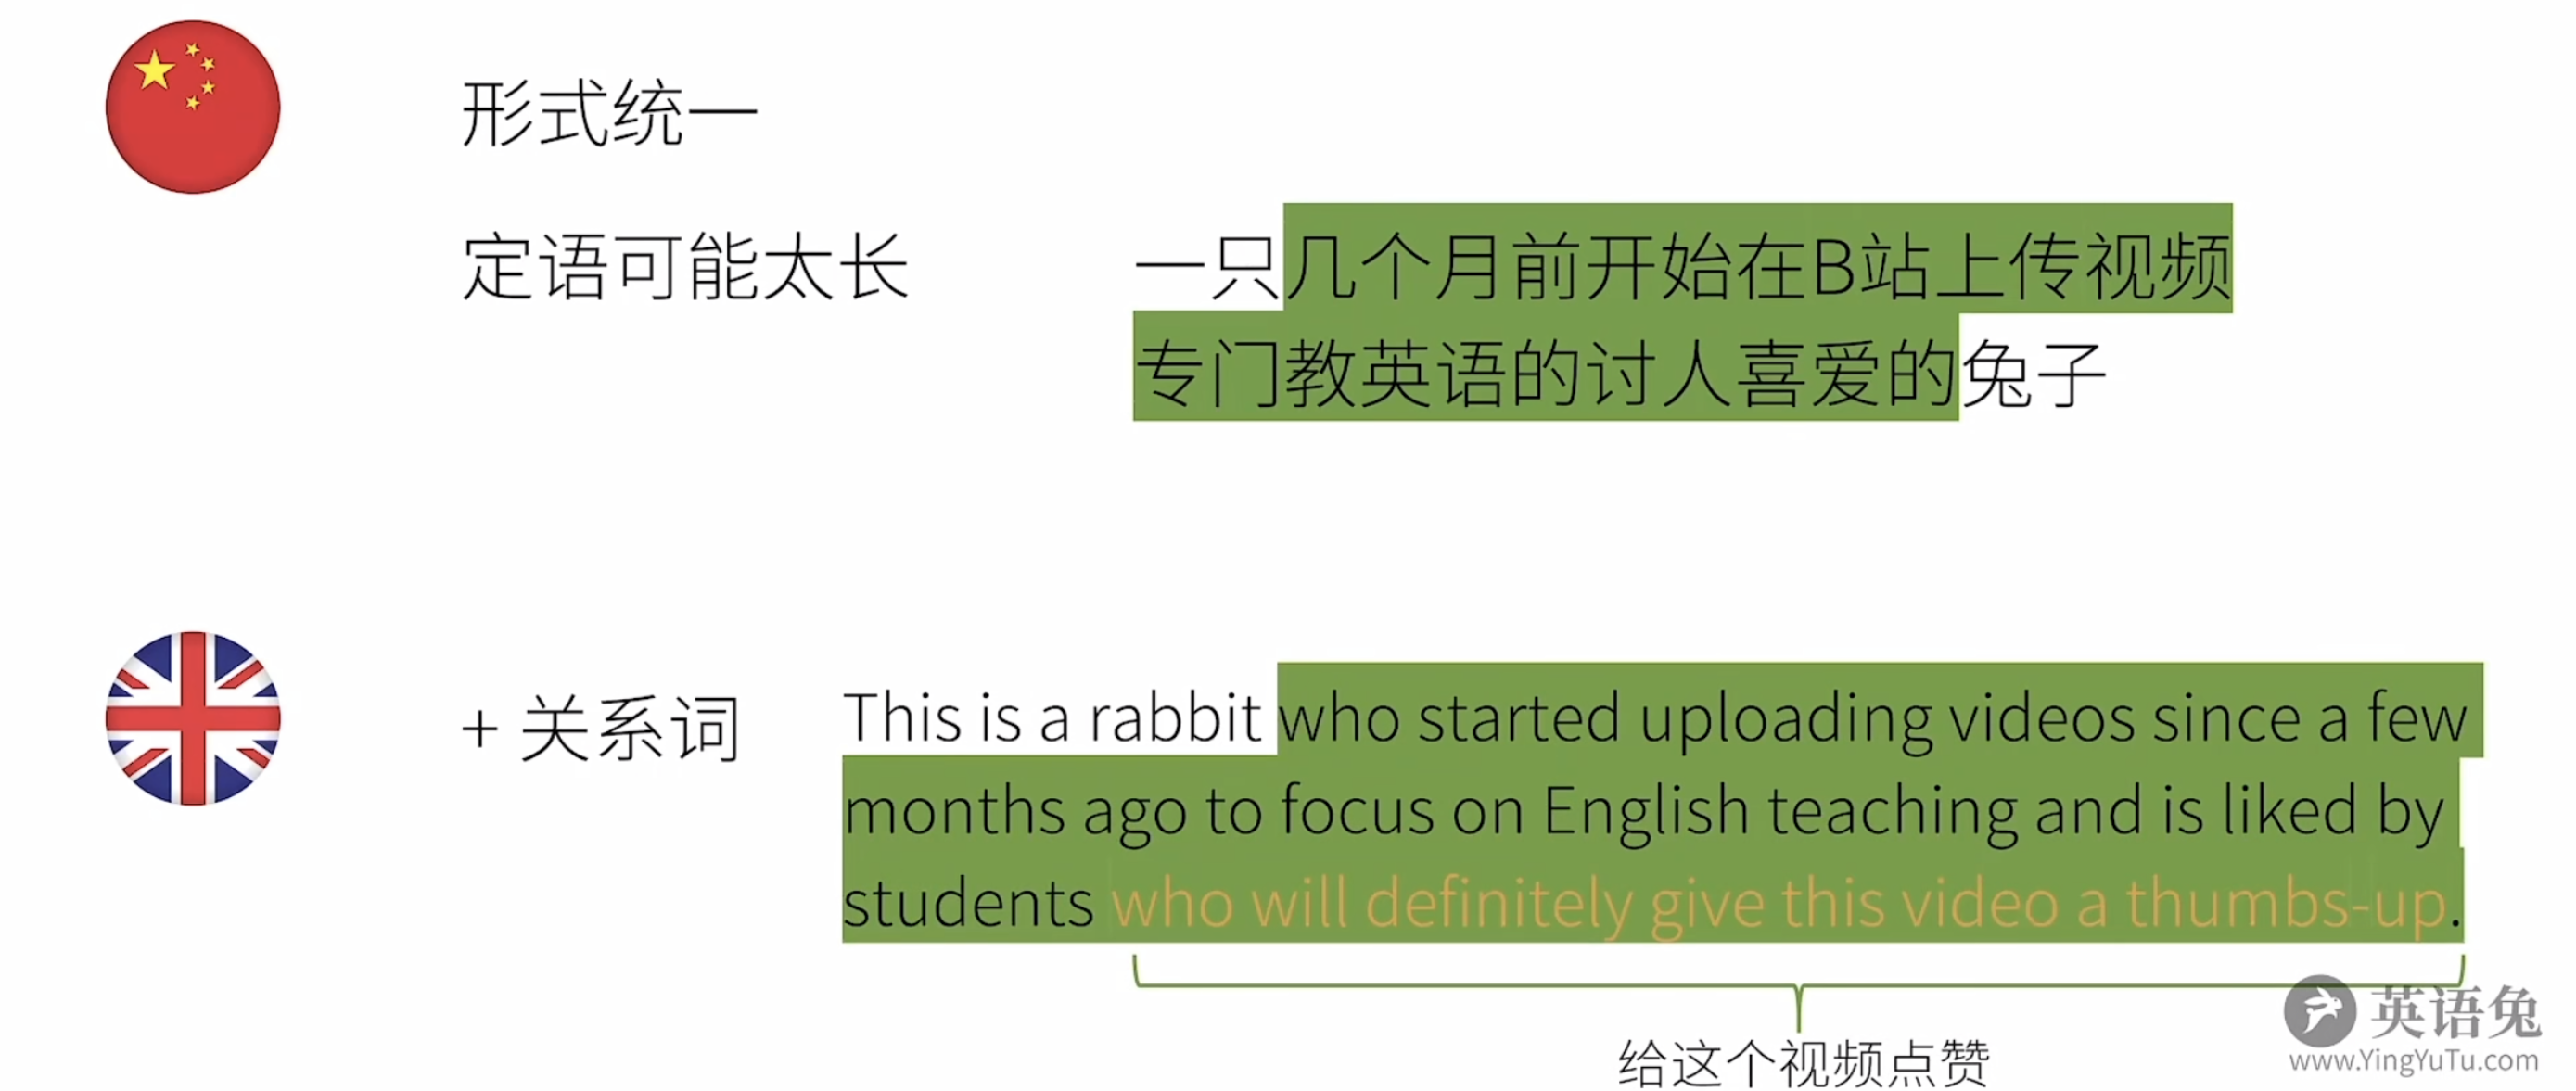 形式统一
定语可能太长
一只几个月前开始在B站上传视频
专门教英语的讨人喜爱的兔子
+ 关系词
This is a rabbit who started uploading videos since a few
months ago to focus on English teaching and is liked by
students who will definitely give this video a thumbs-up.
给这个视频点赞
英语兔
www.YingYuTu.com